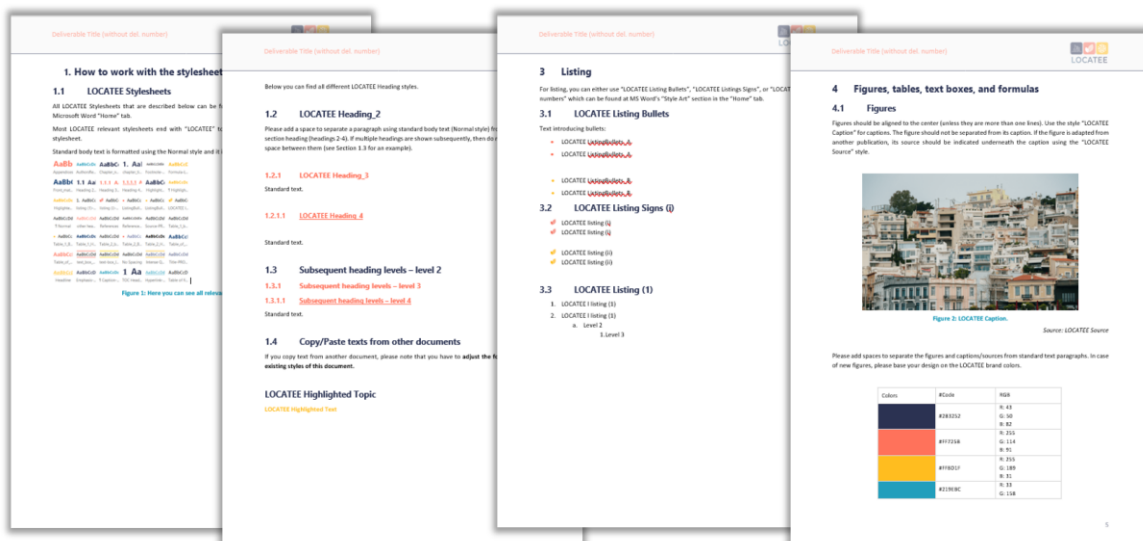 Deliverable Title (without del. number)
1. How to work with the stylesheet
1.1 LOCATEE Stylesheets
All LOCATEE Stylesheets that are described below can be
Microsoft Word "Home" tab.
Most LOCATEE relevant stylesheets end with "LOCATEE"
stylesheet.
Standard body text is formatted using the Normal style and
Figure 1: Here you can see all
Deliverable Title (without del. number)
Below you can find all different LOCATEE Heading styles.
1.2 LOCATEE Heading_2
Please add a space to separate a paragraph using standard body text (Normal style)
section heading (headings 2-4). If multiple headings are shown subsequently, then do
space between them (see Section 1.3 for an example).
1.2.1 LOCATEE Heading_3
Standard text.
1.2.1.1 LOCATEE Heading_4
Standard text.
1.3 Subsequent heading levels – level 2
1.3.1 Subsequent heading levels – level 3
1.3.1.1 Subsequent heading levels – level 4
Standard text.
1.4 Copy/Paste texts from other documents
If you copy text from another document, please note that you have to adjust the
existing styles of this document.
LOCATEE Highlighted Topic
LOCATEE Highlighted Text
Deliverable Title (without del. number)
3 Listing
For listing, you can either use "LOCATEE Listing Bullets", "LOCATEE Listings Signs", or
numbers" which can be found at MS Word's "Style Art" section in the "Home" tab.
3.1 LOCATEE Listing Bullets
Text introducing bullets:
LOCATEE ListingBullets_A
LOCATEE ListingBullets_A
LOCATEE ListingBullets_B
LOCATEE ListingBullets_B
3.2 LOCATEE Listing Signs (i)
LOCATEE listing (i)
LOCATEE listing (i)
LOCATEE listing (ii)
LOCATEE listing (ii)
3.3 LOCATEE Listing (1)
1. LOCATEE l listing (1)
2. LOCATEE l listing (1)
a. Level 2
1.Level 3
Deliverable Title (without del. number)
LOCATEE
4 Figures, tables, text boxes, and formulas
4.1 Figures
Figures should be aligned to the center (unless they are more than one lines). Use the style "LOCATEE
Caption" for captions. The figure should not be separated from its caption. If the figure is adapted from
another publication, its source should be indicated underneath the caption using the "LOCATEE
Source" style.
Figure 2: LOCATEE Caption.
Source: LOCATEE Source
Please add spaces to separate the figures and captions/sources from standard text paragraphs. In case
of new figures, please base your design on the LOCATEE brand colors.
Colors #Code RGB
R: 43
#2B3252 G: 50
B: 82
R: 255
#FF725B G: 114
B: 91
R: 255
#FFBD1F G: 189
B: 31
R: 33
G: 158
5